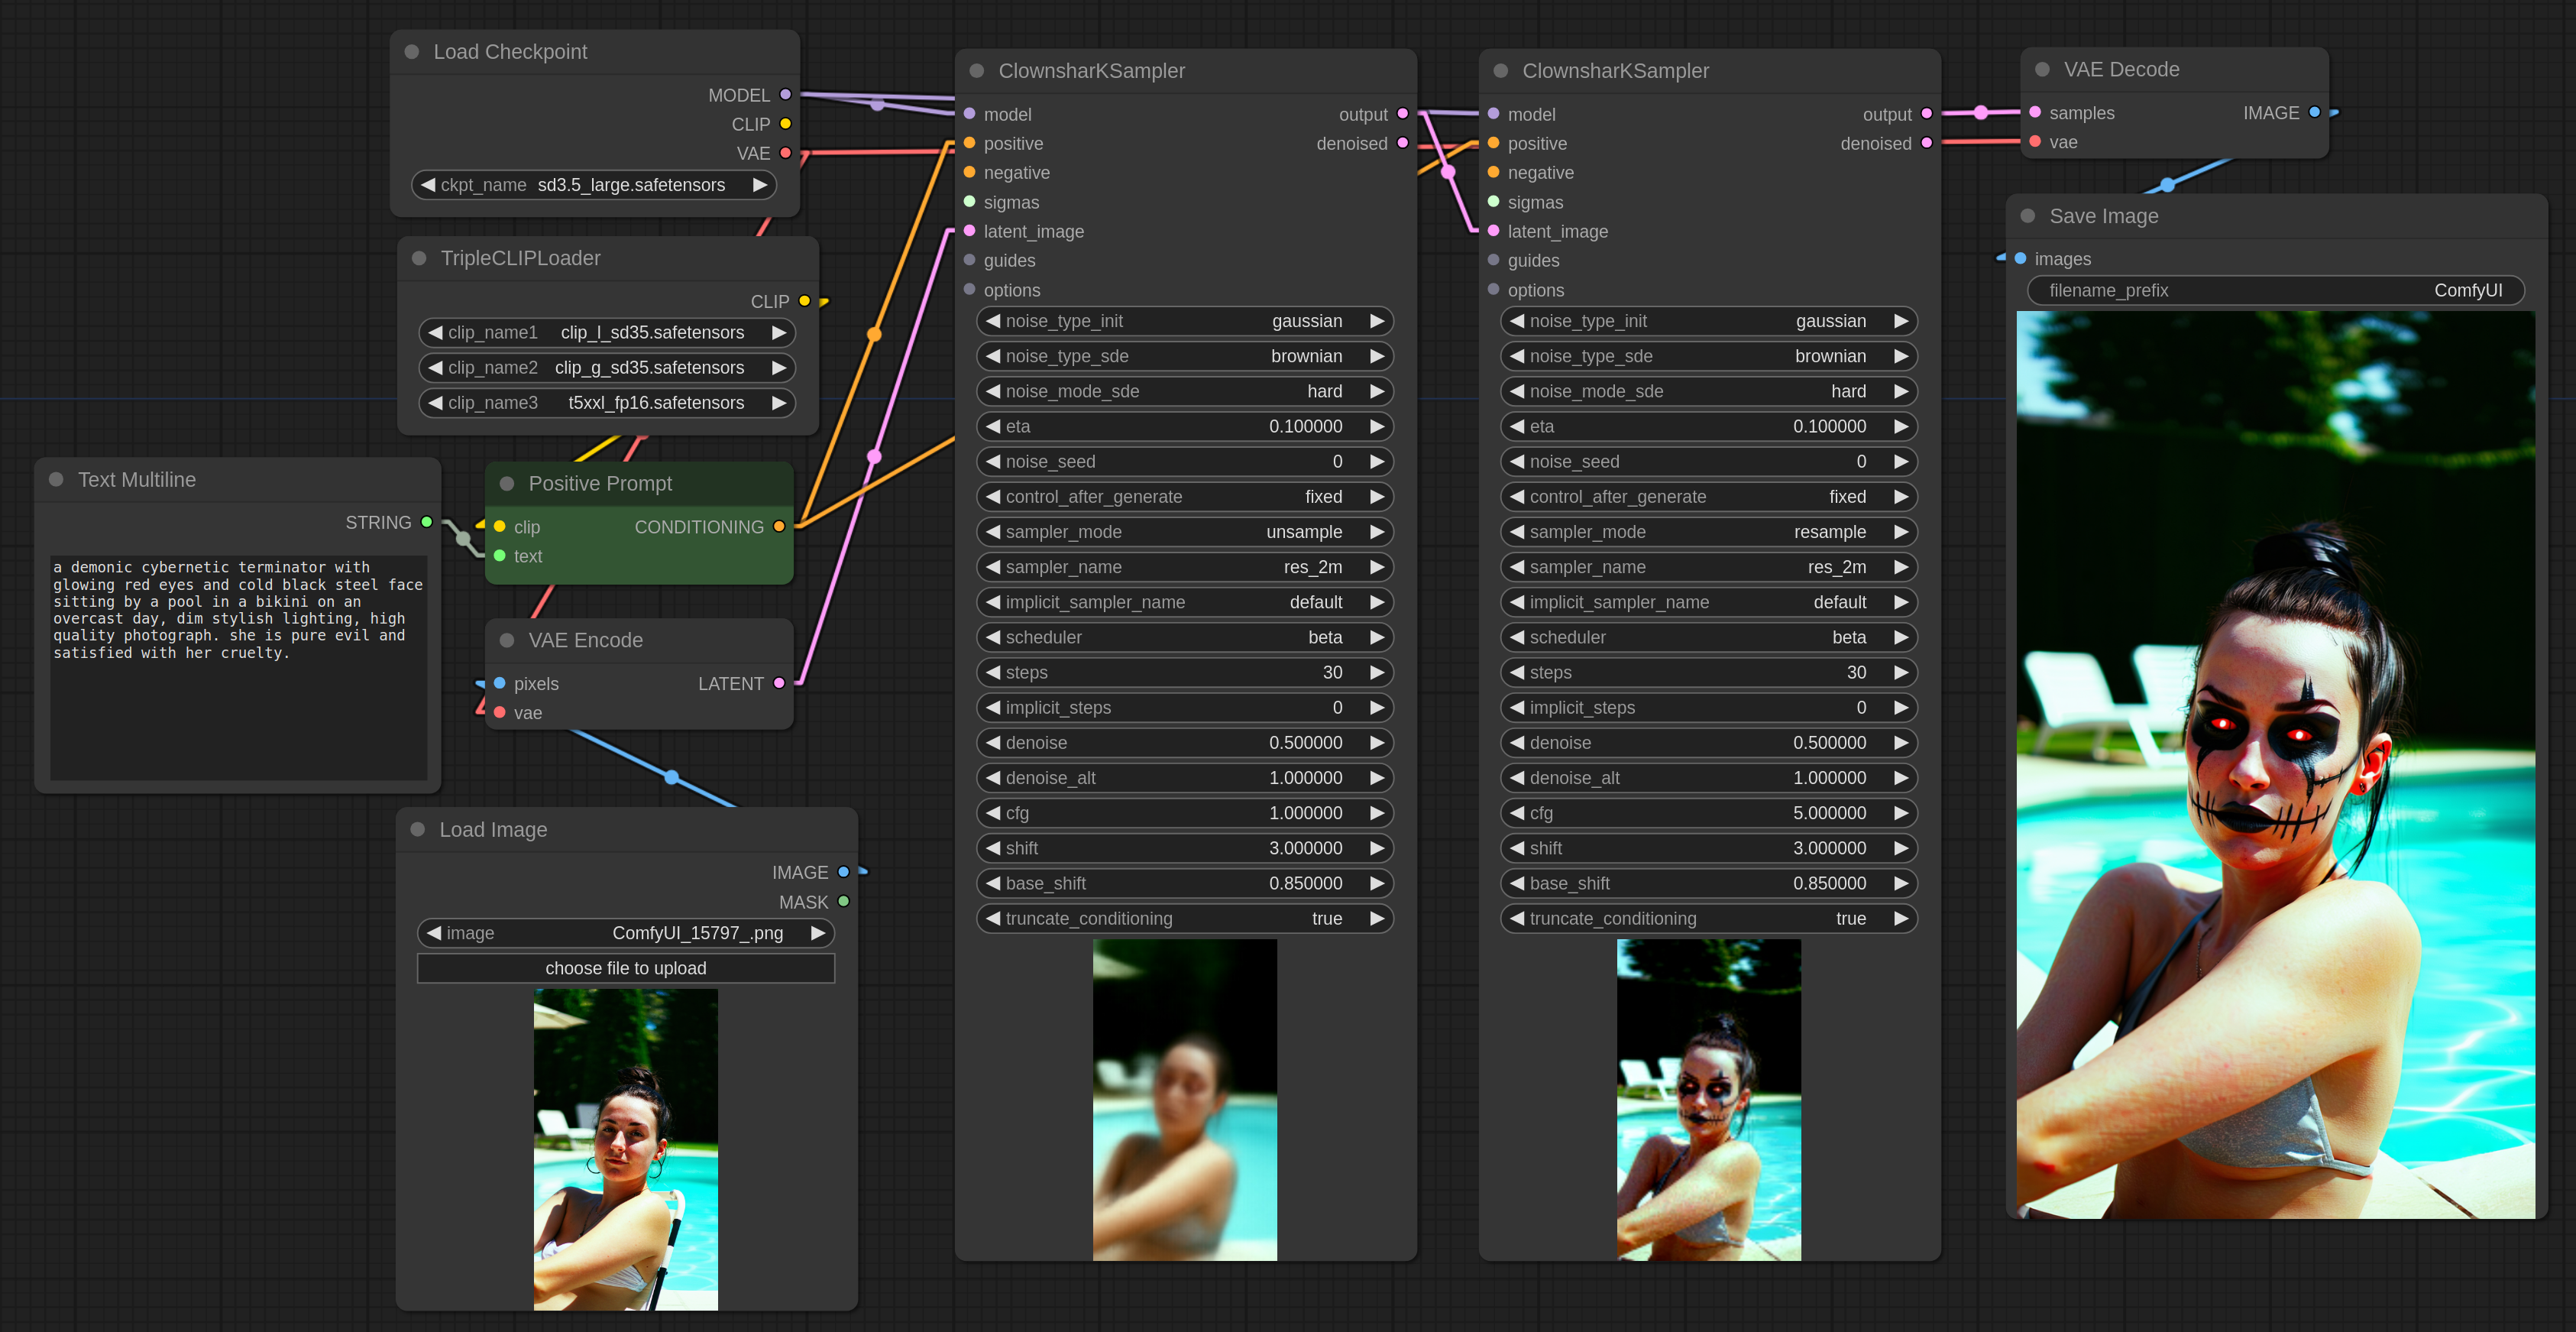 Load Checkpoint
MODEL
CLIP
VAE
ckpt_name sd3.5_large.safetensors
TripleCLIPLoader
CLIP
clip_name1 clip_l_sd35.safetensors
clip_name2 clip_g_sd35.safetensors
clip_name3 t5xxl_fp16.safetensors
Text Multiline
STRING
a demonic cybernetic terminator with
glowing red eyes and cold black steel face
sitting by a pool in a bikini on an
overcast day, dim stylish lighting, high
quality photograph. she is pure evil and
satisfied with her cruelty.
Positive Prompt
clip CONDITIONING
text
VAE Encode
pixels LATENT
vae
Load Image
IMAGE
MASK
image ComfyUI_15797_.png
choose file to upload
ClownsharKSampler
model output
positive denoised
negative
sigmas
latent_image
guides
options
noise_type_init gaussian
noise_type_sde brownian
noise_mode_sde hard
eta 0.100000
noise_seed 0
control_after_generate fixed
sampler_mode unsample
sampler_name res_2m
implicit_sampler_name default
scheduler beta
steps 30
implicit_steps 0
denoise 0.500000
denoise_alt 1.000000
cfg 1.000000
shift 3.000000
base_shift 0.850000
truncate_conditioning true
ClownsharKSampler
model output
positive denoised
negative
sigmas
latent_image
guides
options
noise_type_init gaussian
noise_type_sde brownian
noise_mode_sde hard
eta 0.100000
noise_seed 0
control_after_generate fixed
sampler_mode resample
sampler_name res_2m
implicit_sampler_name default
scheduler beta
steps 30
implicit_steps 0
denoise 0.500000
denoise_alt 1.000000
cfg 5.000000
shift 3.000000
base_shift 0.850000
truncate_conditioning true
VAE Decode
samples IMAGE
vae
Save Image
images
filename_prefix ComfyUI